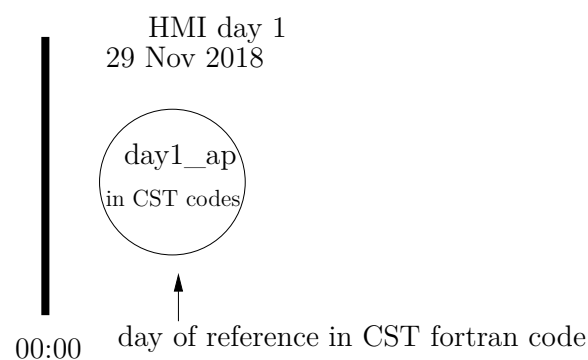 HMI day 1
29 Nov 2018
day1_ap
in CST codes
00:00
day of reference in CST fortran code